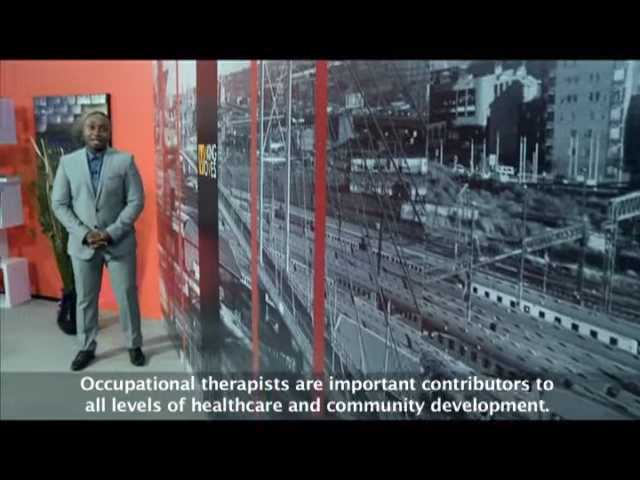 Occupational therapists are important contributors to
all levels of healthcare and community development.